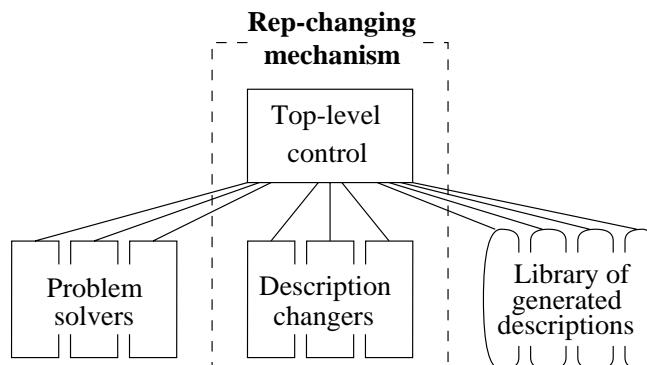 Rep-changing
mechanism
Top-level
control
Problem
solvers
Description
changers
Library of
generated
descriptions